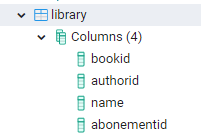 library
Columns (4)
bookid
authorid
name
abonementid